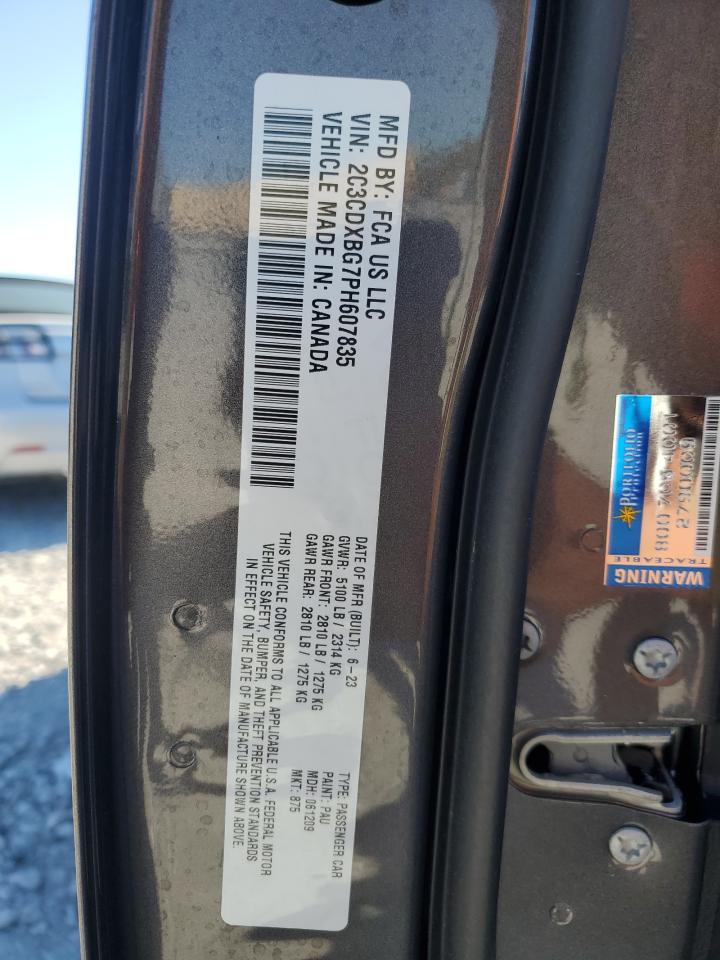 MFD BY: FCA US LLC
VIN: 2C3CDXBG7PH607835
VEHICLE MADE IN: CANADA
DATE OF MFR (BUILT): 6-23
GVWR: 5100 LB / 2314 KG
GAWR FRONT: 2810 LB / 1275 KG
GAWR REAR: 2810 LB / 1275 KG
THIS VEHICLE CONFORMS TO ALL APPLICABLE U.S.A. FEDERAL MOTOR
VEHICLE SAFETY, BUMPER, AND THEFT PREVENTION STANDARDS
IN EFFECT ON THE DATE OF MANUFACTURE SHOWN ABOVE.
TYPE: PASSENGER CAR
PAINT: PAU
MDH: 061209
MKT: 875
WARNING
TRACEABLE